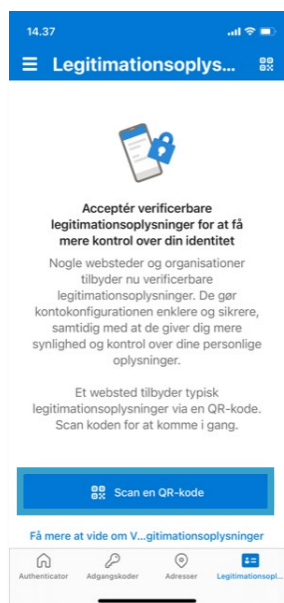 14.37
Legitimationsoplys...
Acceptér verificerbare
legitimationsoplysninger for at få
mere kontrol over din identitet
Nogle websteder og organisationer
tilbyder nu verificerbare
legitimationsoplysninger. De gør
kontokonfigurationen enklere og sikrere,
samtidig med at de giver dig mere
synlighed og kontrol over dine personlige
oplysninger.
Et websted tilbyder typisk
legitimationsoplysninger via en QR-kode.
Scan koden for at komme i gang.
Scan en QR-kode
Få mere at vide om V...gitimationsoplysninger
Authenticator Adgangskoder Adresser Legitimationsopl...